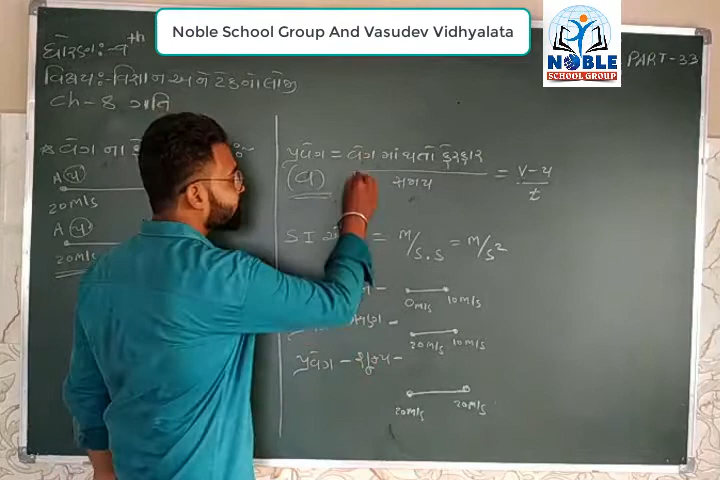 Noble School Group And Vasudev Vidhyalata
NOBLE
SCHOOL GROUP
PART-33
ધોરણ:-9th
વિષય:-વિજ્ઞાન અને ટેકનોલોજી
Ch-8 ગતિ
વેગ ના
A
20m/s
A
20m/s
પ્રવેગ = વેગ માં થતો ફેરફાર
સમય
= v-u
t
SI
= m/s.s = m/s²
0m/s 10m/s
20m/s 10m/s
પ્રવેગ - શૂન્ય -
20m/s 20m/s